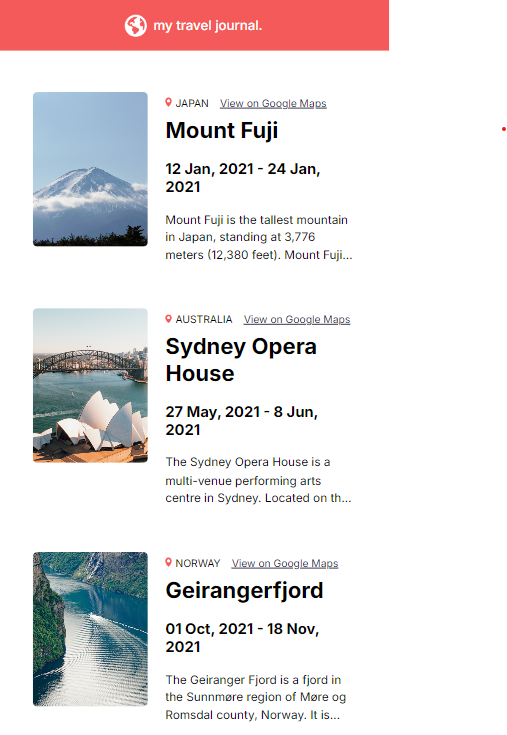 my travel journal.
JAPAN View on Google Maps
Mount Fuji
12 Jan, 2021 - 24 Jan,
2021
Mount Fuji is the tallest mountain
in Japan, standing at 3,776
meters (12,380 feet). Mount Fuji...
AUSTRALIA View on Google Maps
Sydney Opera
House
27 May, 2021 - 8 Jun,
2021
The Sydney Opera House is a
multi-venue performing arts
centre in Sydney. Located on th...
NORWAY View on Google Maps
Geirangerfjord
01 Oct, 2021 - 18 Nov,
2021
The Geiranger Fjord is a fjord in
the Sunnmøre region of Møre og
Romsdal county, Norway. It is...